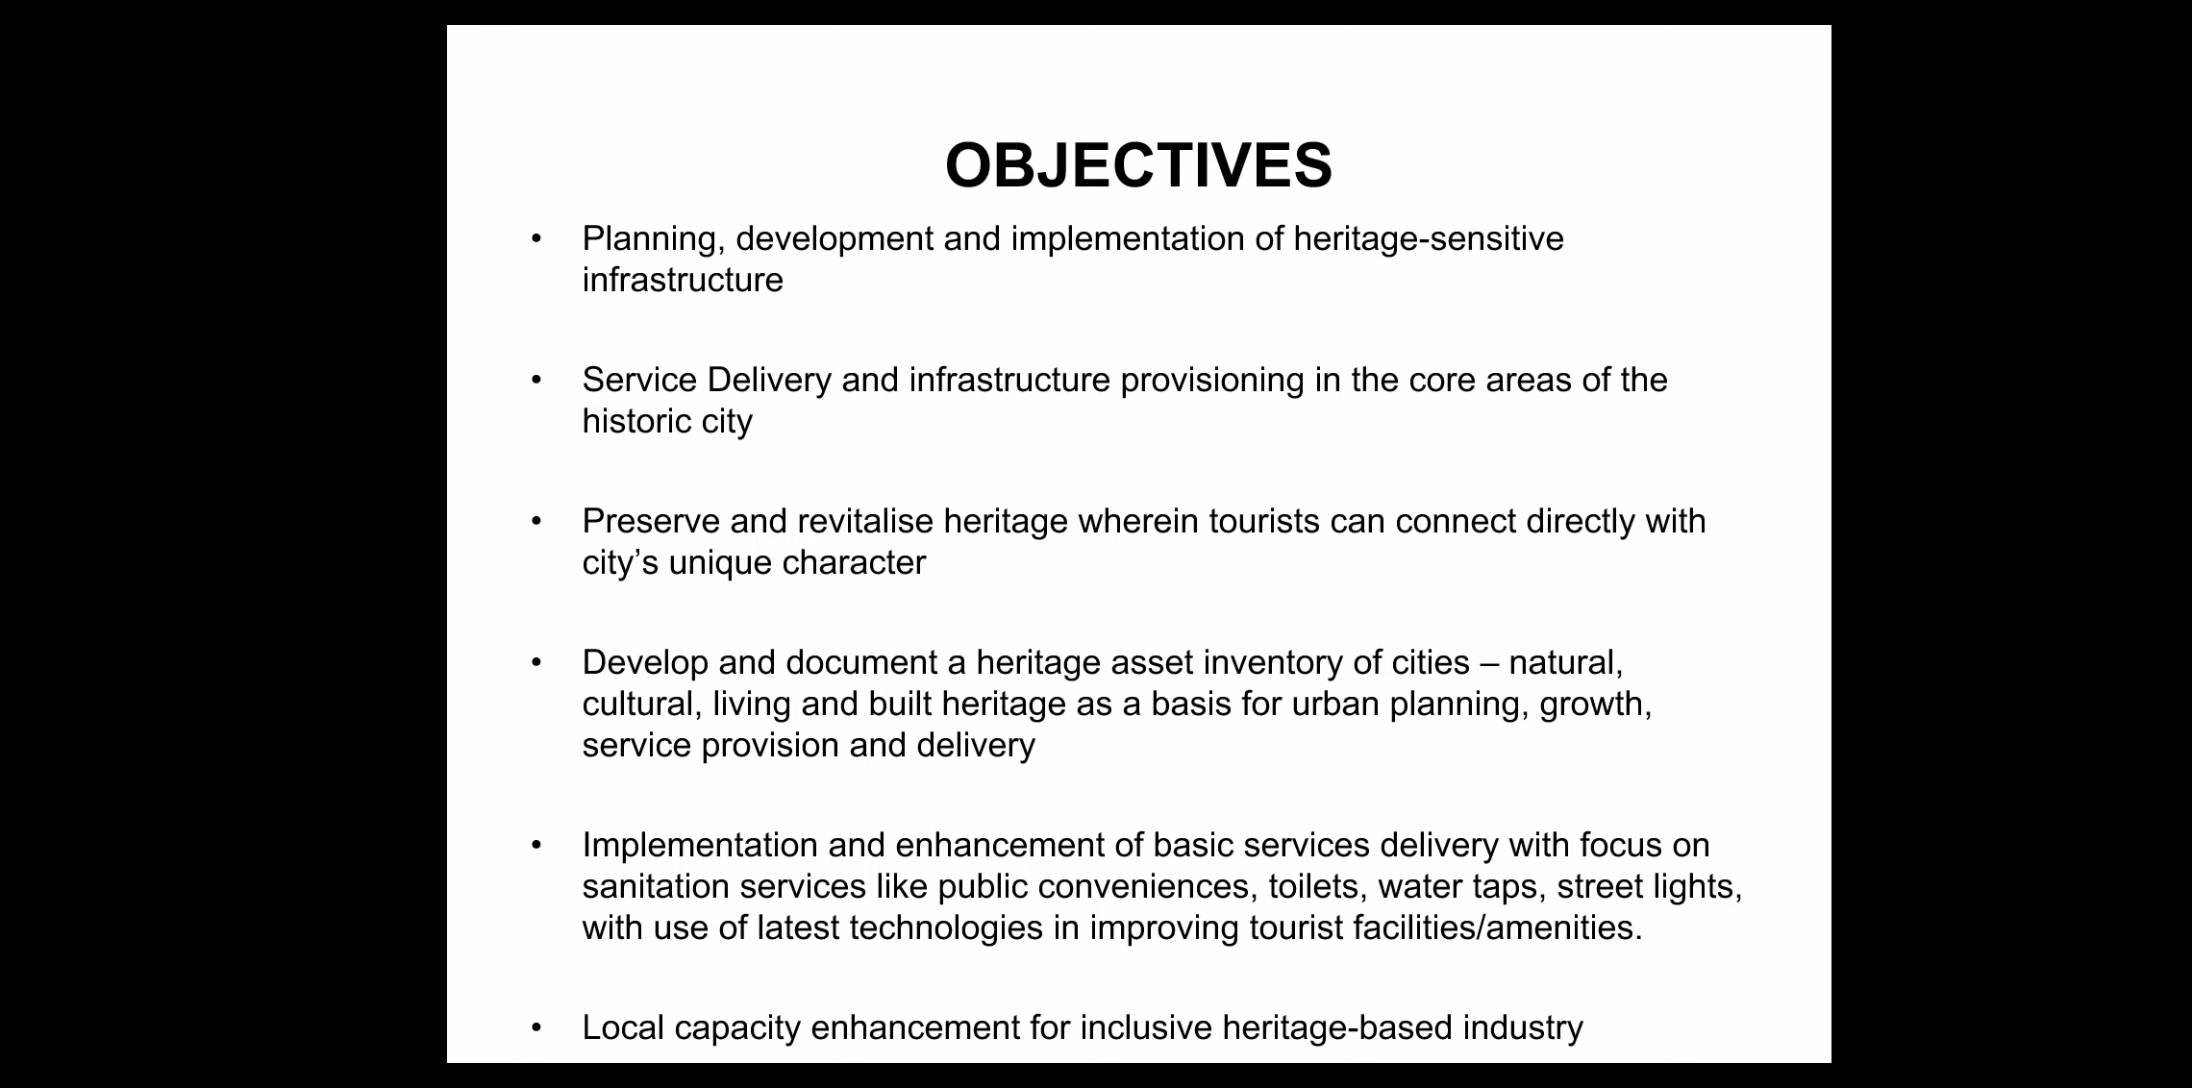 OBJECTIVES
• Planning, development and implementation of heritage-sensitive
infrastructure
• Service Delivery and infrastructure provisioning in the core areas of the
historic city
• Preserve and revitalise heritage wherein tourists can connect directly with
city’s unique character
• Develop and document a heritage asset inventory of cities – natural,
cultural, living and built heritage as a basis for urban planning, growth,
service provision and delivery
• Implementation and enhancement of basic services delivery with focus on
sanitation services like public conveniences, toilets, water taps, street lights,
with use of latest technologies in improving tourist facilities/amenities.
• Local capacity enhancement for inclusive heritage-based industry